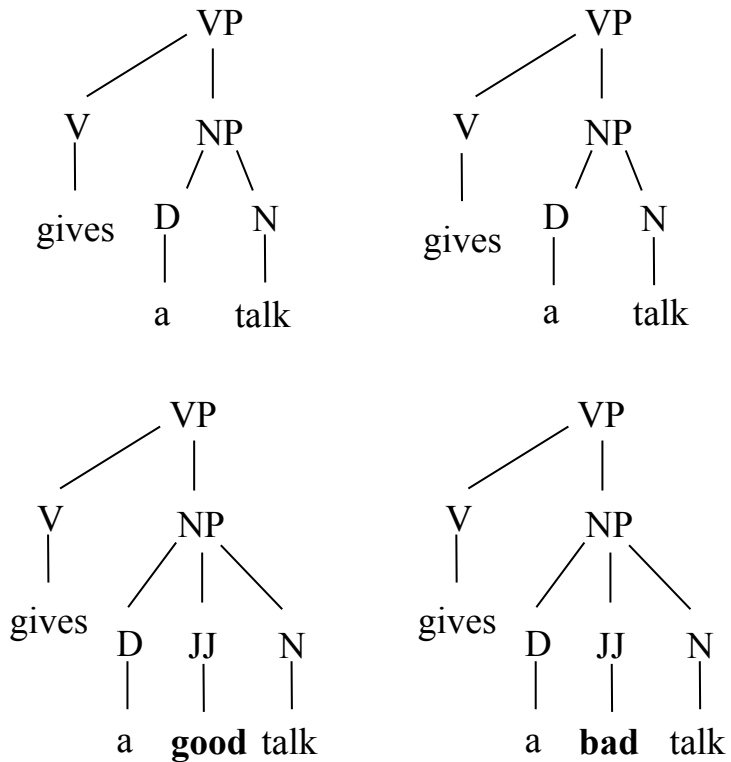 VP VP
V NP V NP
gives D N gives D N
a talk a talk
VP VP
V NP V NP
gives D JJ N gives D JJ N
a good talk a bad talk